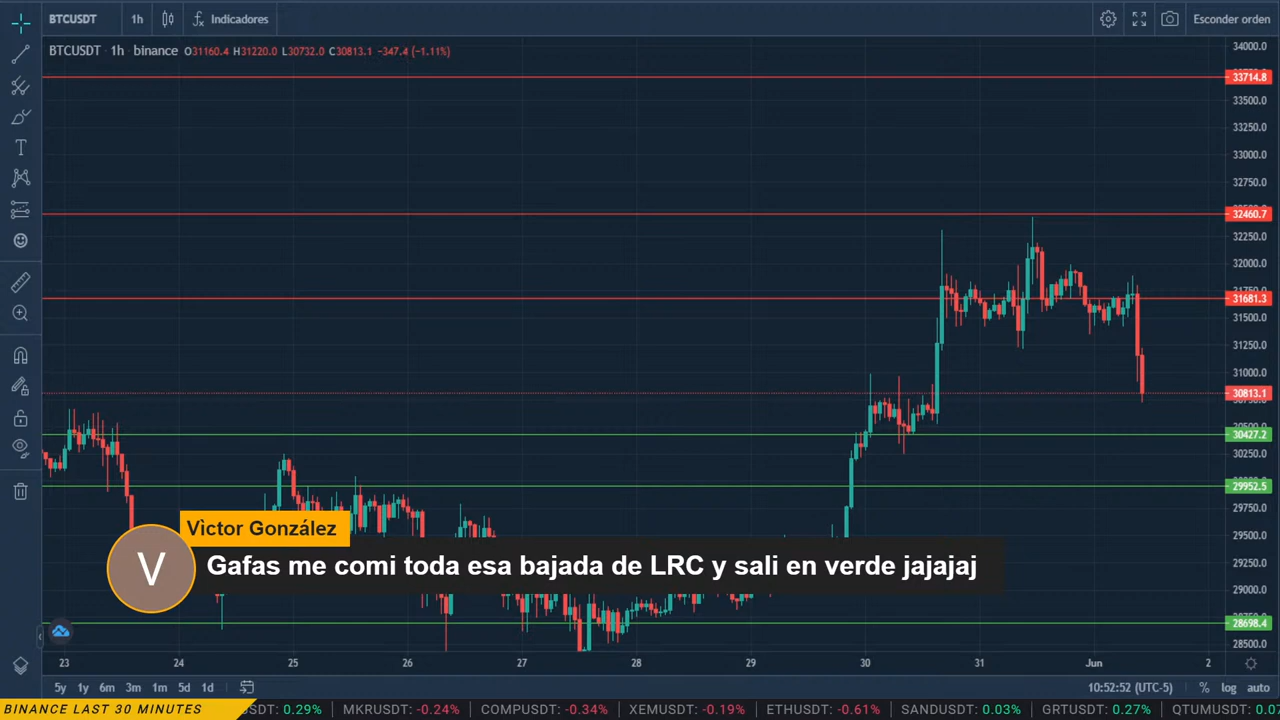 BTCUSDT 1h Indicadores Esconder orden
BTCUSDT 1h binance O31160.4 H31220.0 L30732.0 C30813.1 -347.4 (-1.11%)
34000.0
33714.8
33500.0
33250.0
33000.0
32750.0
32460.7
32250.0
32000.0
31681.3
31500.0
31250.0
31000.0
30813.1
30427.2
30250.0
29952.5
29750.0
29500.0
29250.0
29000.0
28698.4
28500.0
Vìctor González
V
Gafas me comi toda esa bajada de LRC y sali en verde jajajaj
23 24 25 26 27 28 29 30 31 Jun 2
5y 1y 6m 3m 1m 5d 1d 10:52:52 (UTC-5) % log auto
BINANCE LAST 30 MINUTES SDT: 0.29% MKRUSDT: -0.24% COMPUSDT: -0.34% XEMUSDT: -0.19% ETHUSDT: -0.61% SANDUSDT: 0.03% GRTUSDT: 0.27% QTUMUSDT: 0.0